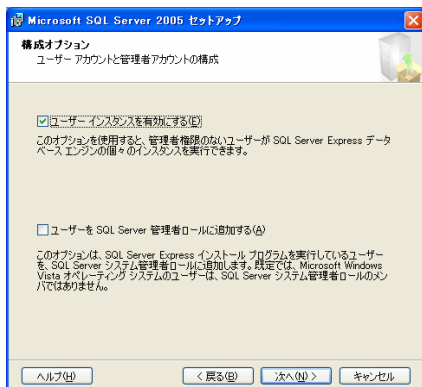 Microsoft SQL Server 2005 セットアップ
構成オプション
ユーザー アカウントと管理者アカウントの構成
ユーザー インスタンスを有効にする(E)
このオプションを使用すると、管理者権限のないユーザーが SQL Server Express データ
ベース エンジンの個々のインスタンスを実行できます。
ユーザーを SQL Server 管理者ロールに追加する(A)
このオプションは、SQL Server Express インストール プログラムを実行しているユーザー
を、SQL Server システム管理者ロールに追加します。既定では、Microsoft Windows
Vista オペレーティング システムのユーザーは、SQL Server システム管理者ロールのメン
バではありません。
ヘルプ(H)
< 戻る(B)
次へ(N) >
キャンセル